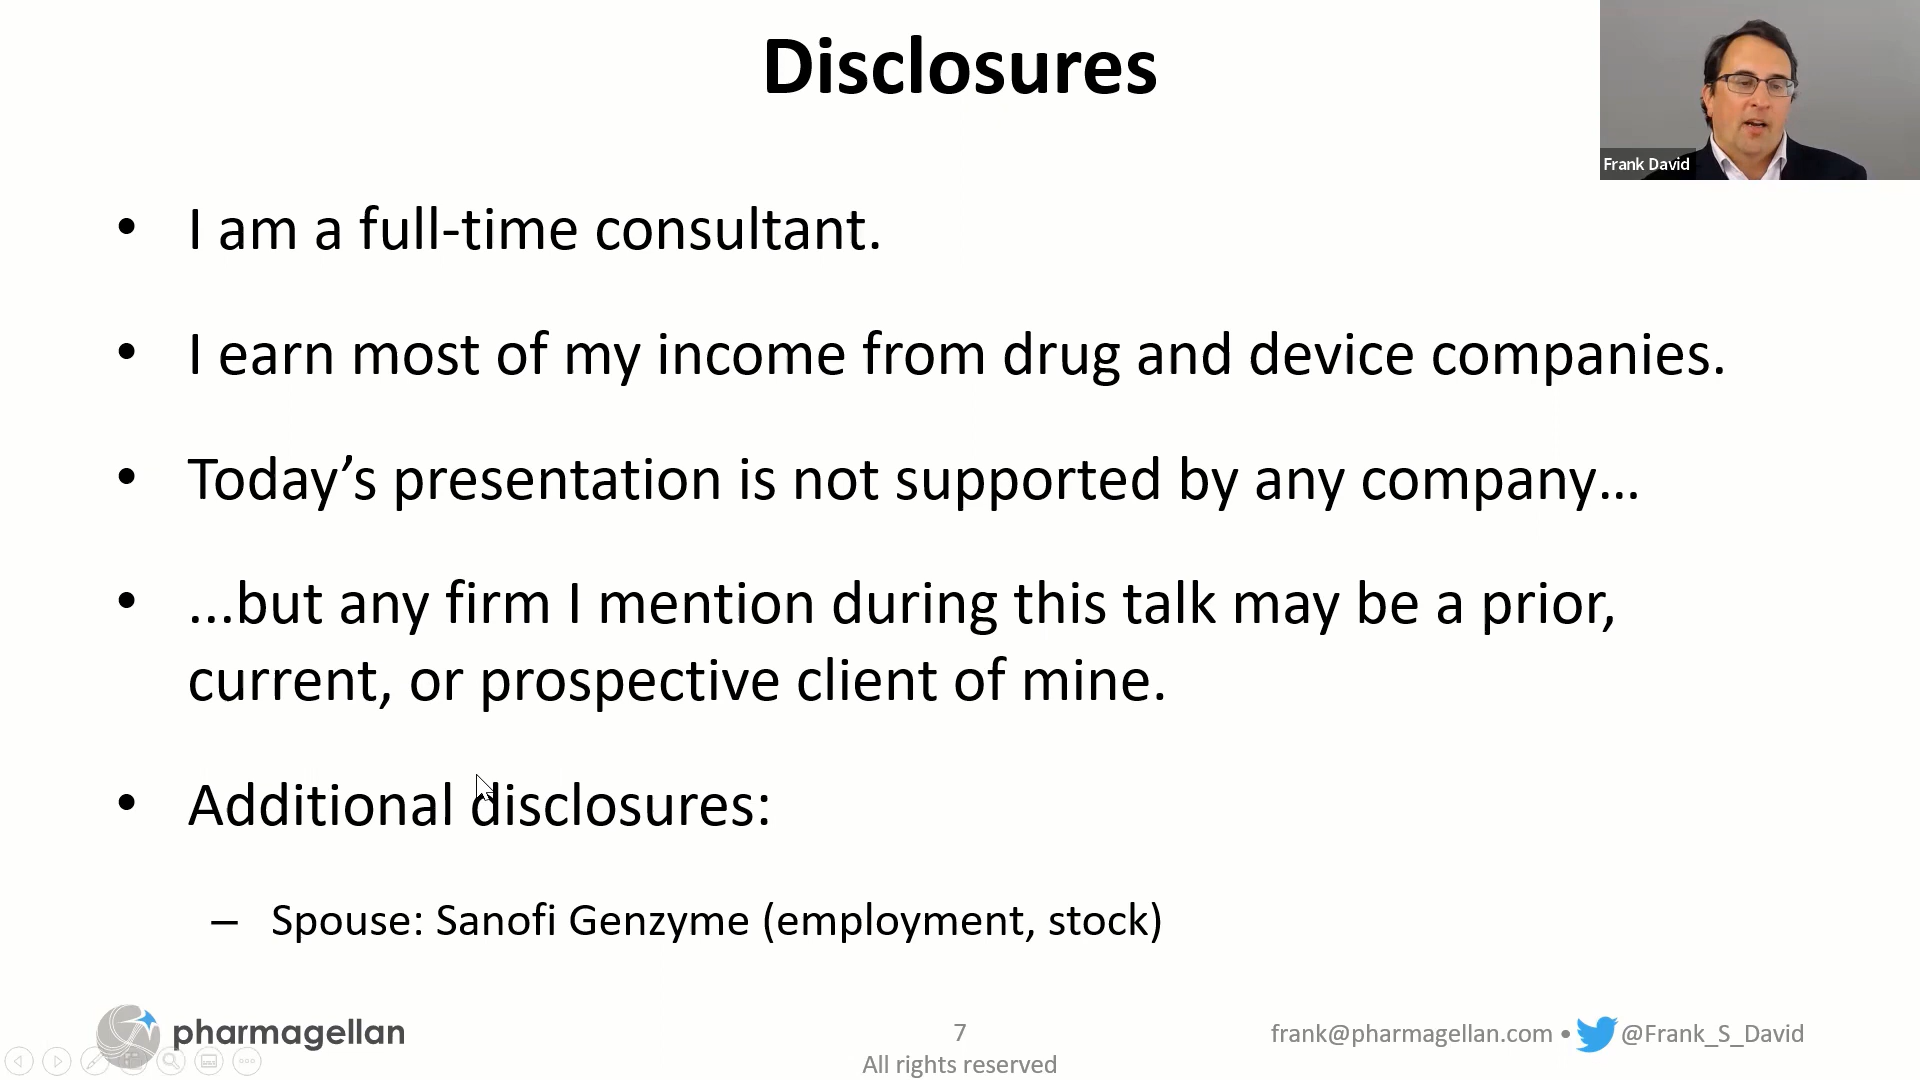 Disclosures
Frank David
• I am a full-time consultant.
• I earn most of my income from drug and device companies.
• Today’s presentation is not supported by any company…
• ...but any firm I mention during this talk may be a prior,
current, or prospective client of mine.
• Additional disclosures:
– Spouse: Sanofi Genzyme (employment, stock)
pharmagellan
7
All rights reserved
frank@pharmagellan.com • @Frank_S_David